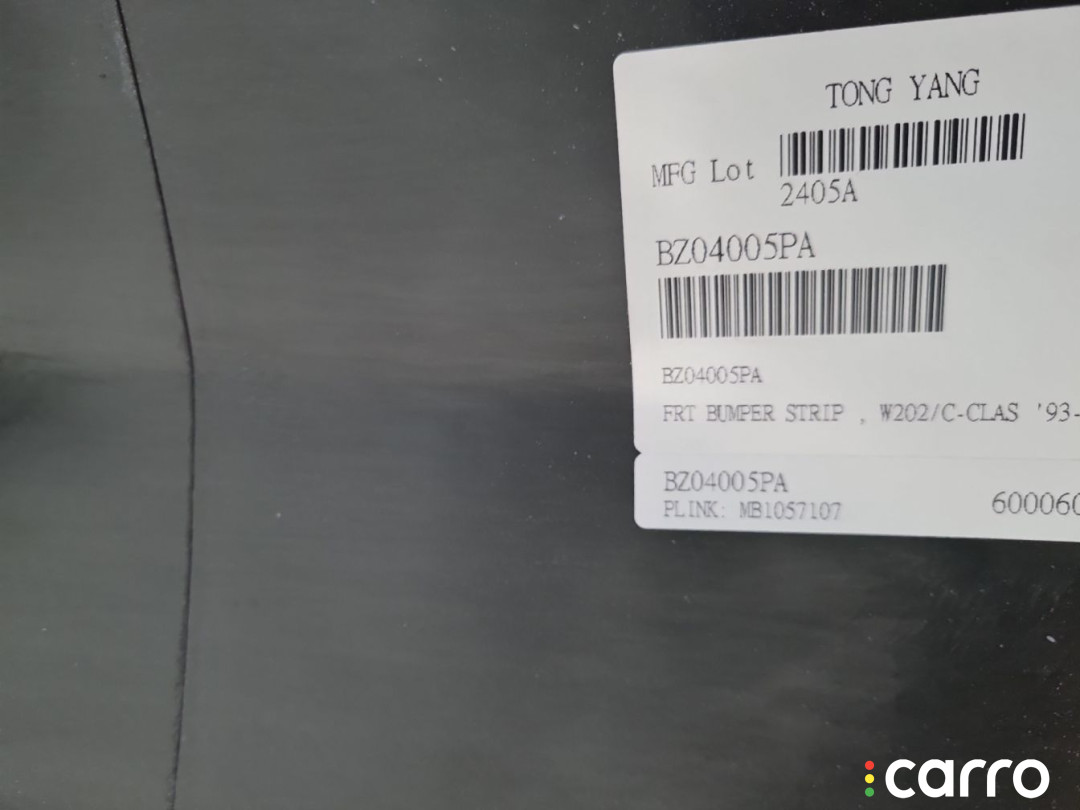 TONG YANG
MFG Lot
2405A
BZ04005PA
BZ04005PA
FRT BUMPER STRIP , W202/C-CLAS '93-
BZ04005PA
PLINK: MB1057107
600060
carro